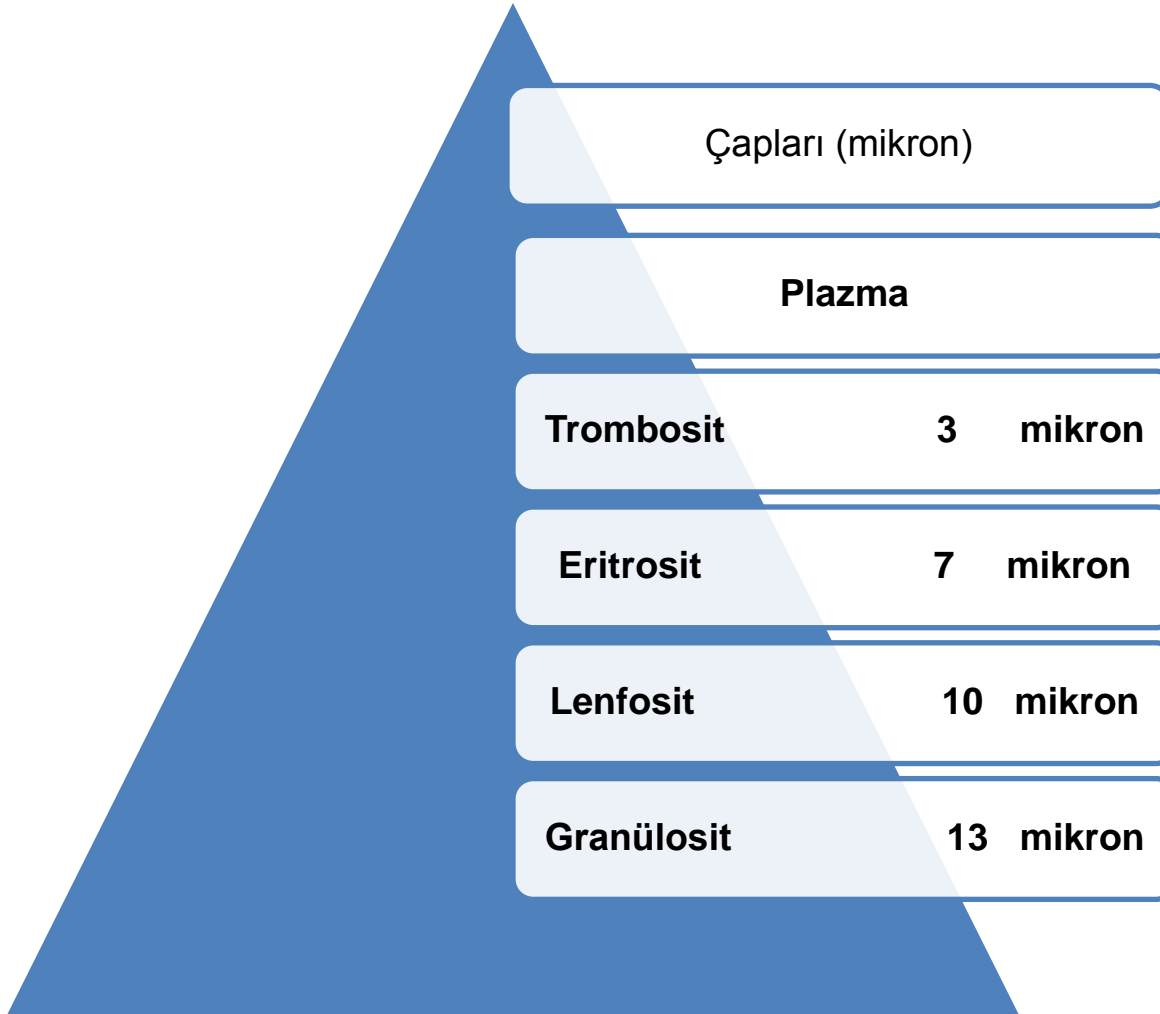 Çapları (mikron)
Plazma
Trombosit 3 mikron
Eritrosit 7 mikron
Lenfosit 10 mikron
Granülosit 13 mikron